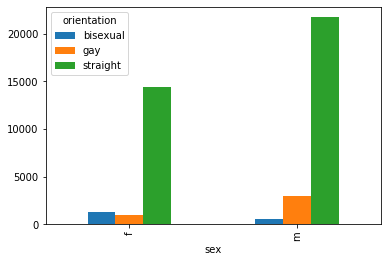 orientation
bisexual
gay
straight
20000
15000
10000
5000
0
f
m
sex